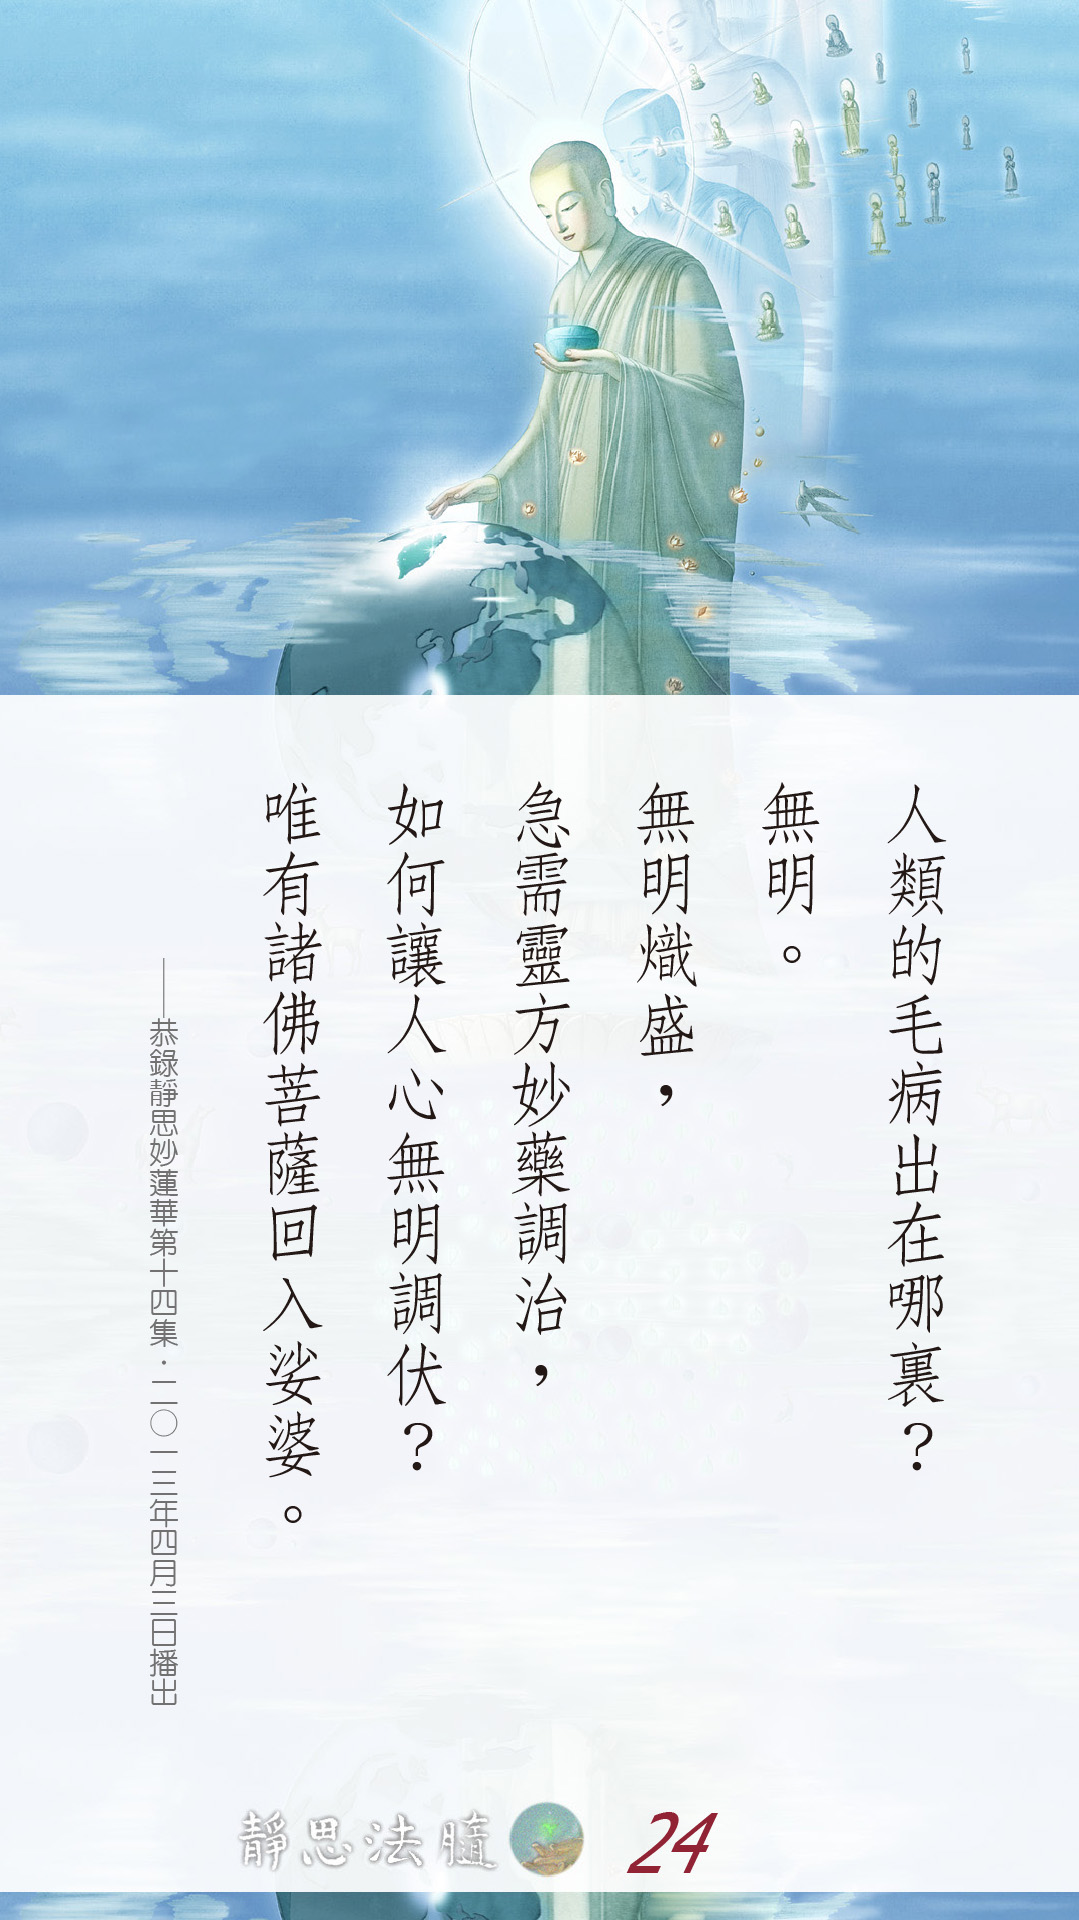 人類的毛病出在哪裏？
無明。
無明熾盛，
急需靈方妙藥調治，
如何讓人心無明調伏？
唯有諸佛菩薩回入娑婆。
——恭錄靜思妙蓮華第十四集．二〇一三年四月三日播出
靜思法髓
24